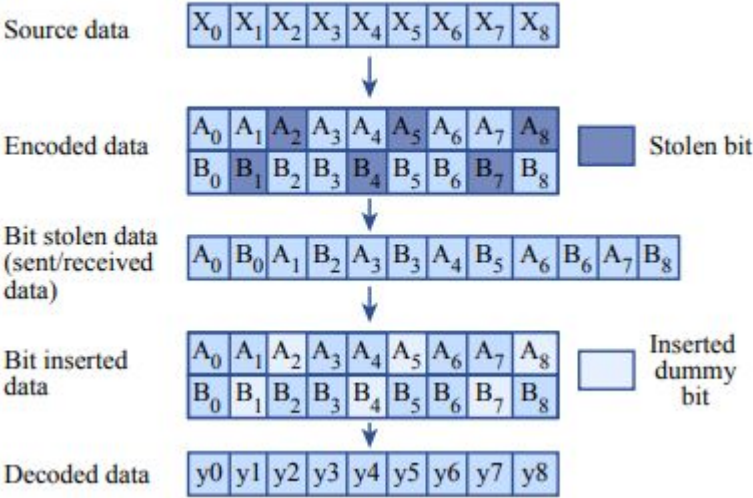 Source data
X0 X1 X2 X3 X4 X5 X6 X7 X8
Encoded data
A0 A1 A2 A3 A4 A5 A6 A7 A8
B0 B1 B2 B3 B4 B5 B6 B7 B8
Stolen bit
Bit stolen data
(sent/received
data)
A0 B0 A1 B2 A3 B3 A4 B5 A6 B6 A7 B8
Bit inserted
data
A0 A1 A2 A3 A4 A5 A6 A7 A8
B0 B1 B2 B3 B4 B5 B6 B7 B8
Inserted
dummy
bit
Decoded data
y0 y1 y2 y3 y4 y5 y6 y7 y8